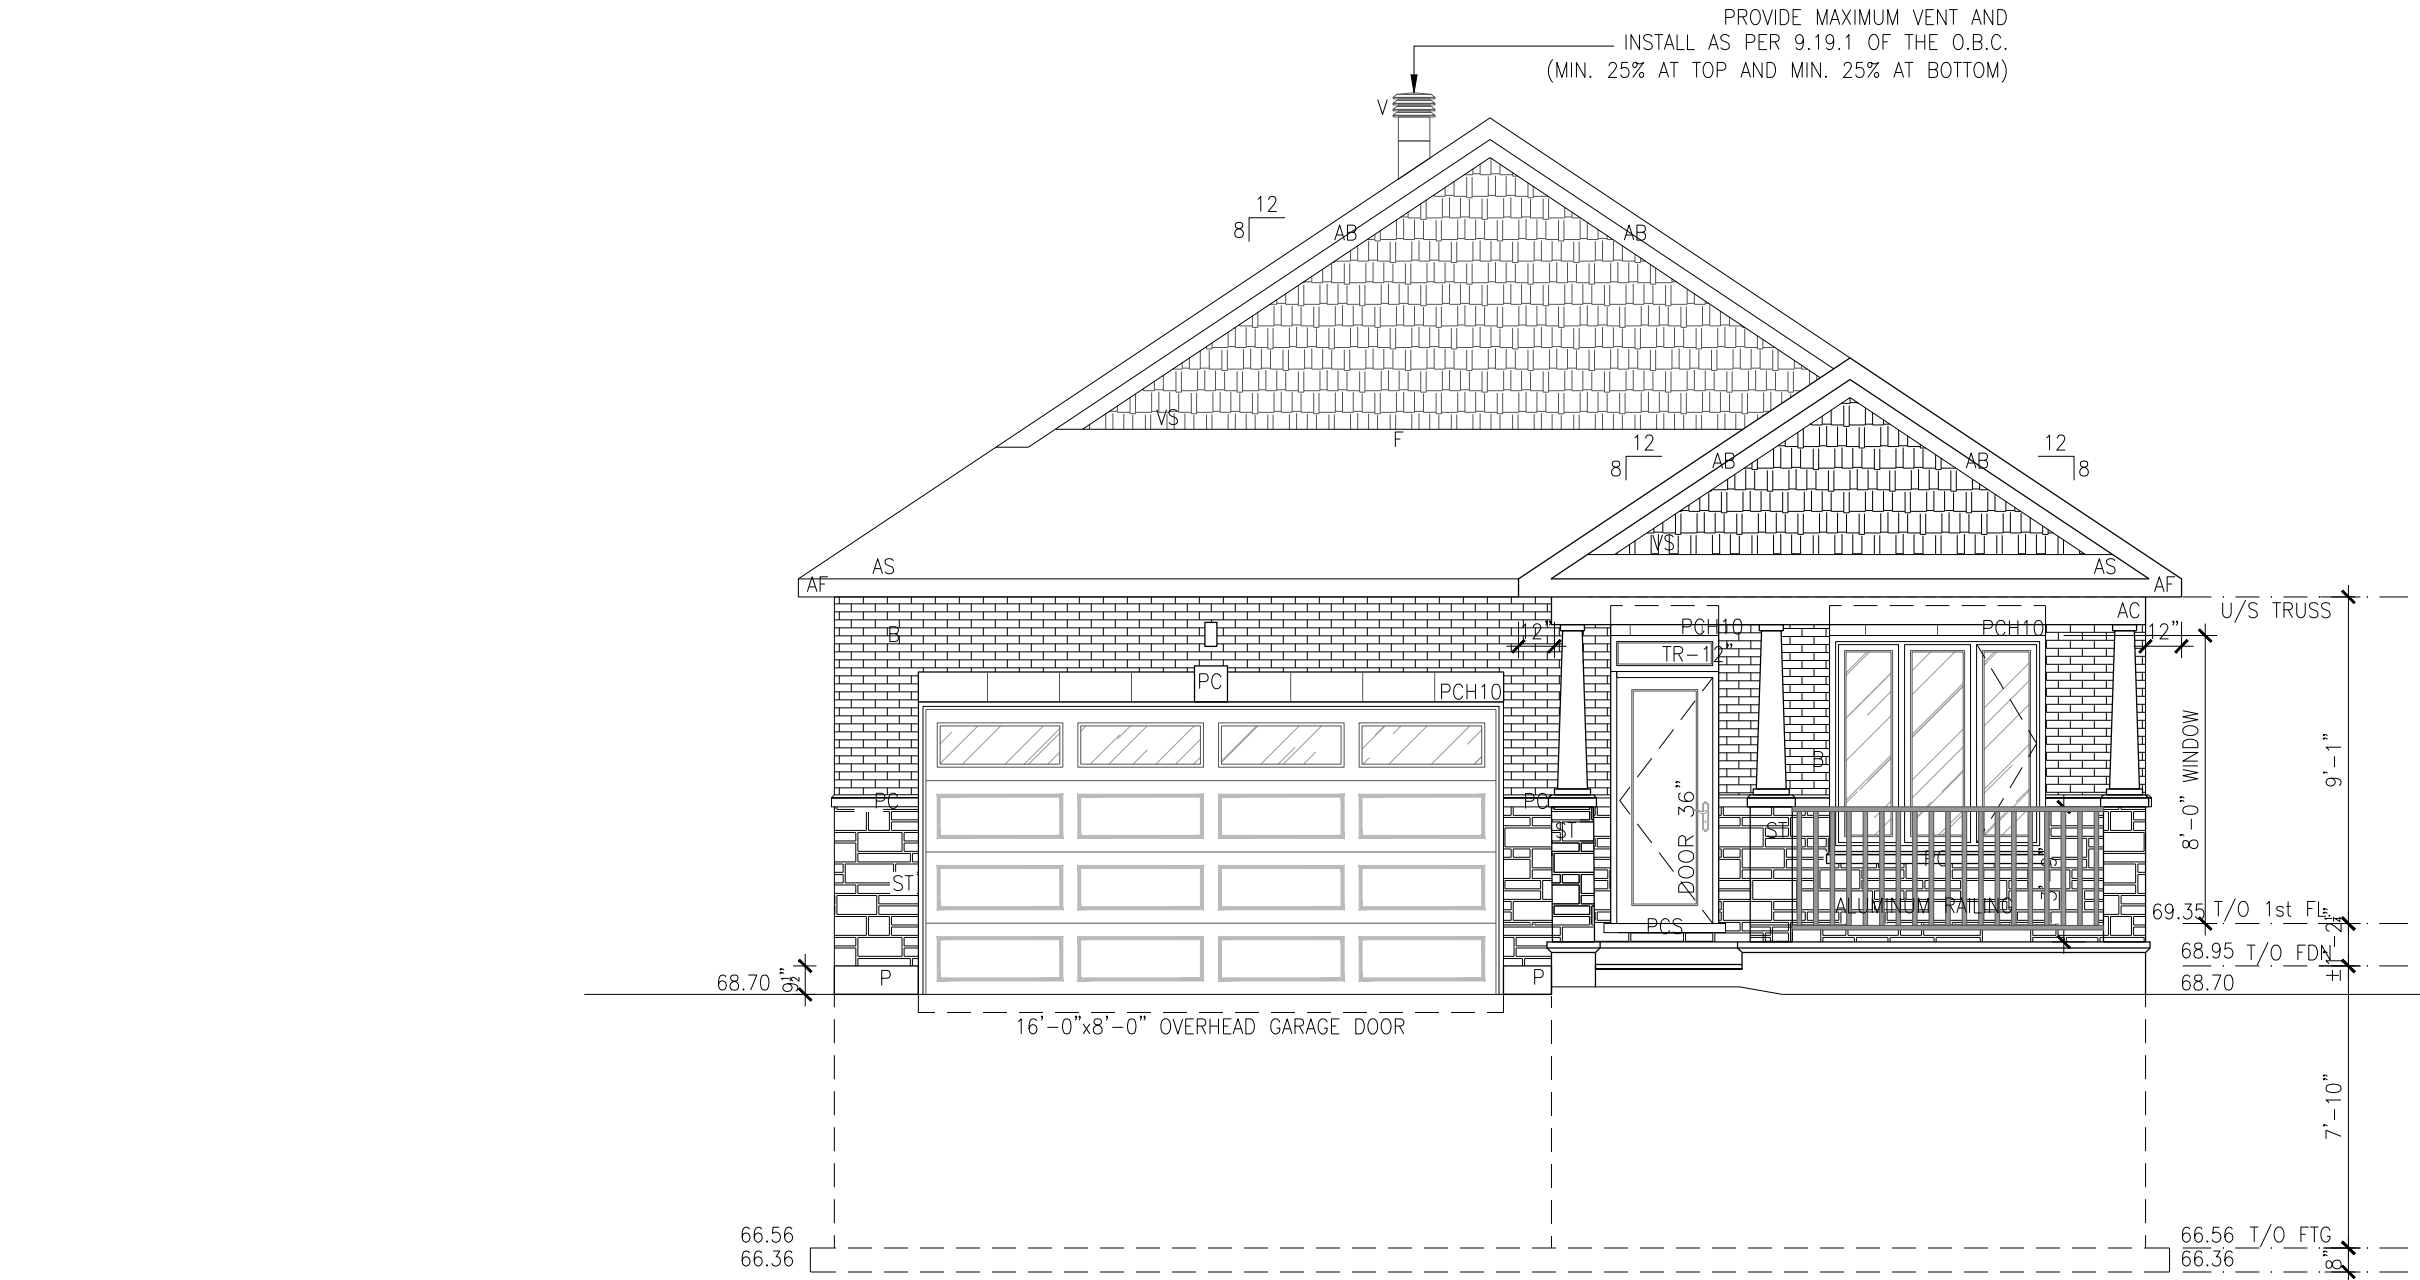 PROVIDE MAXIMUM VENT AND
INSTALL AS PER 9.19.1 OF THE O.B.C.
(MIN. 25% AT TOP AND MIN. 25% AT BOTTOM)
V
12
8
AB
AB
VS
F
12
8
AB
AB
12
8
VS
AS
AF
AS
AF
B
PC
PCH10
12"
PCH10
TR-12"
PCH10
AC
12"
U/S TRUSS
B
PC
ST
PC
ST
ST
DOOR 36"
PCS
PC
ALUMINUM RAILING
8'-0" WINDOW
9'-1"
69.35 T/O 1st FL
68.95 T/O FDN
68.70
68.70
9½"
P
P
16'-0"x8'-0" OVERHEAD GARAGE DOOR
7'-10"
66.56
66.36
66.56 T/O FTG
66.36
8"